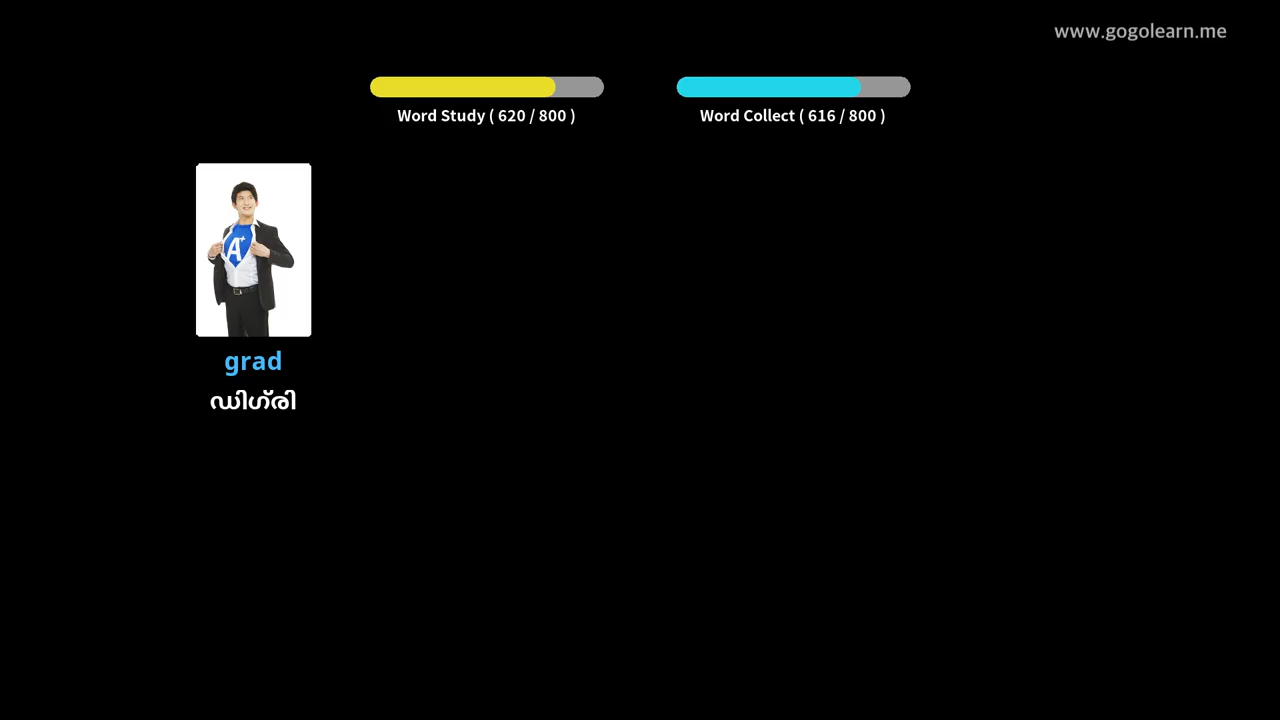 www.gogolearn.me
Word Study ( 620 / 800 )
Word Collect ( 616 / 800 )
A+
grad
ഡിഗ്രി